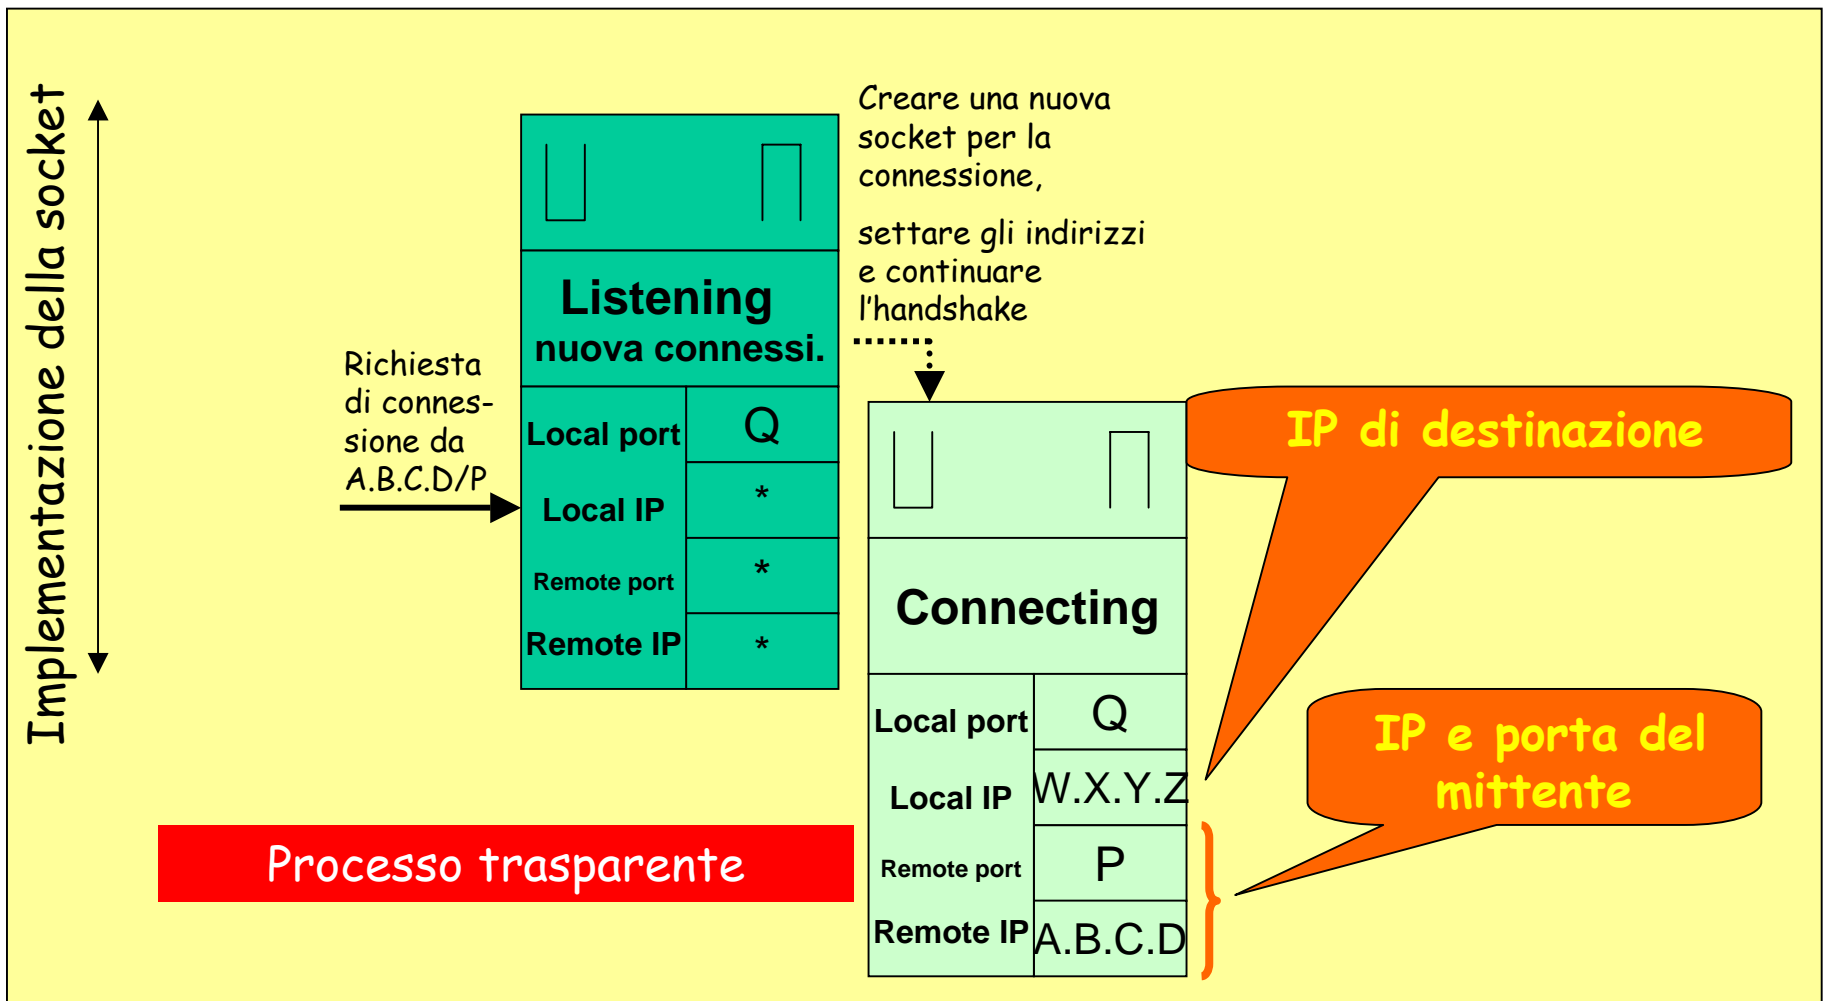 Implementazione della socket
Richiesta
di connes-
sione da
A.B.C.D/P
Listening
nuova connessi.
Local port Q
Local IP *
Remote port *
Remote IP *
Creare una nuova
socket per la
connessione,
settare gli indirizzi
e continuare
l'handshake
Connecting
Local port Q
Local IP W.X.Y.Z
Remote port P
Remote IP A.B.C.D
IP di destinazione
IP e porta del
mittente
Processo trasparente